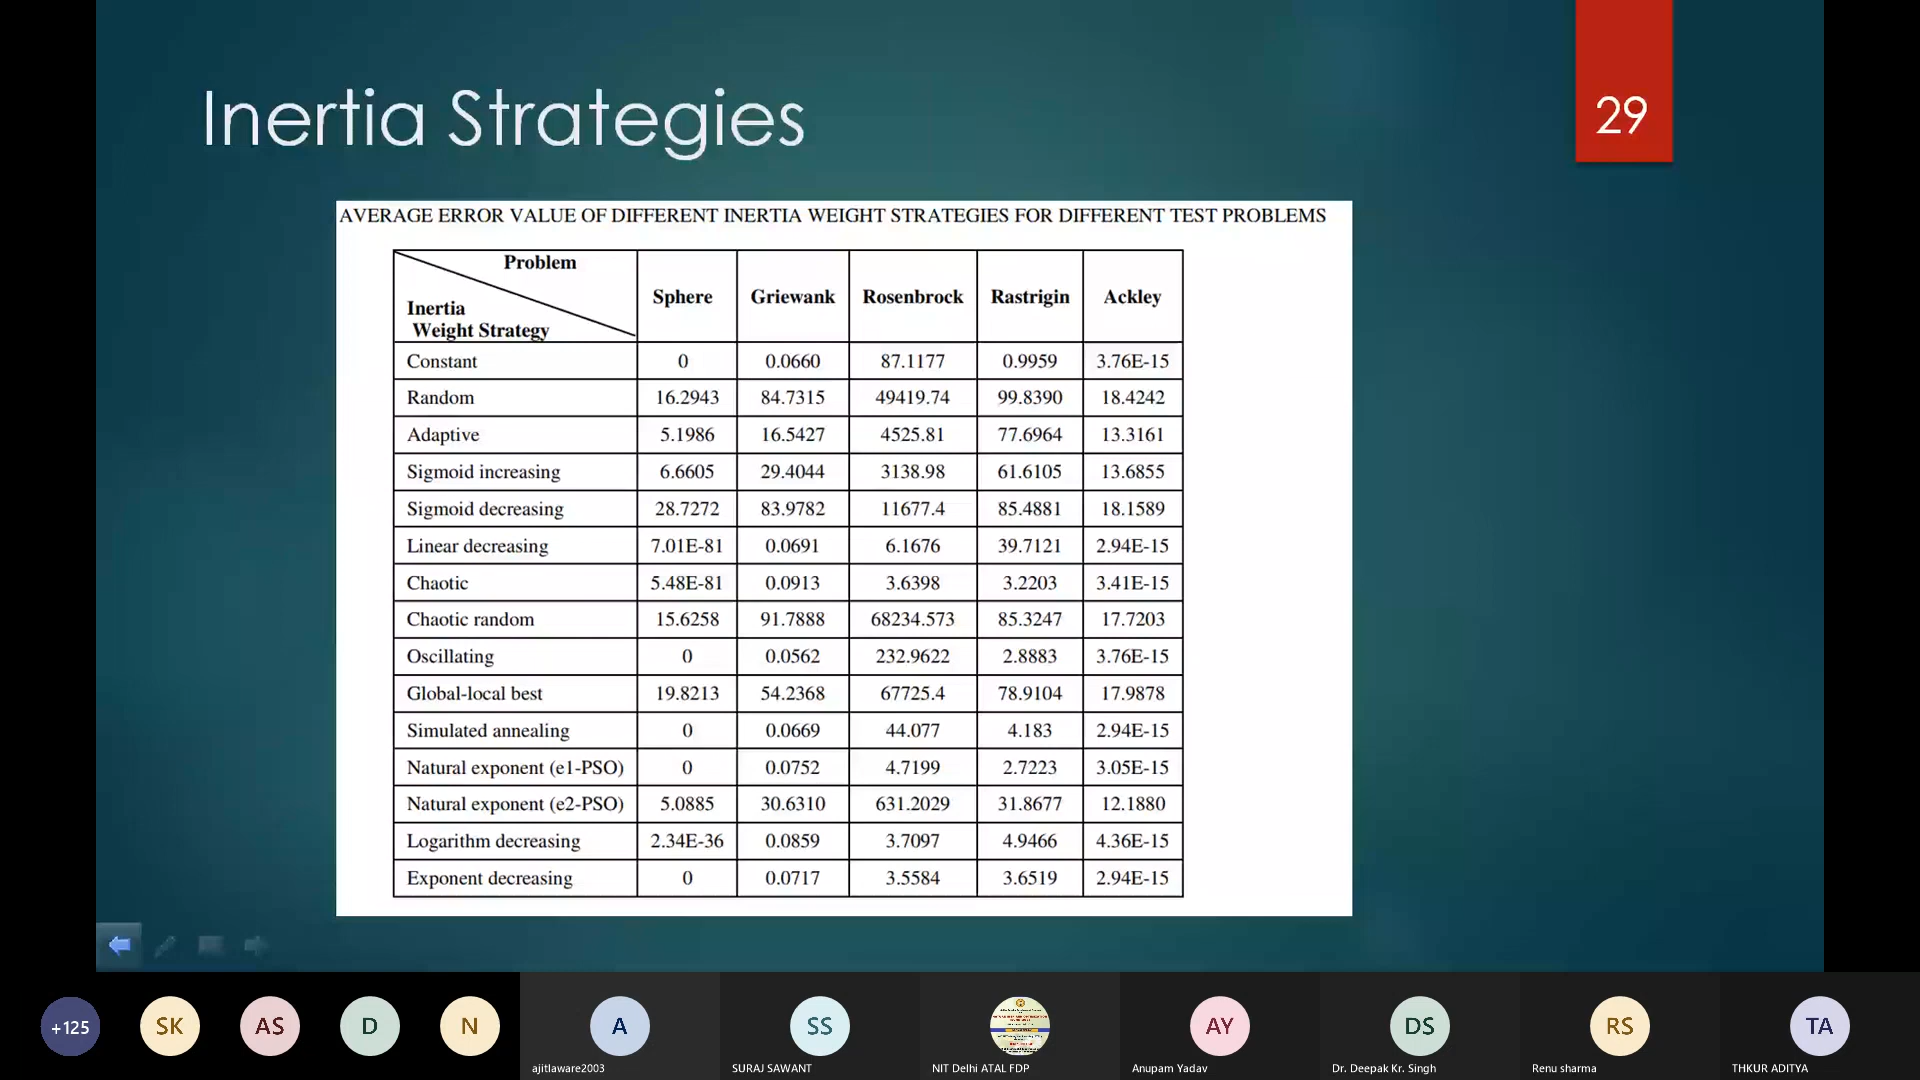 Inertia Strategies
29
AVERAGE ERROR VALUE OF DIFFERENT INERTIA WEIGHT STRATEGIES FOR DIFFERENT TEST PROBLEMS
Problem
Inertia
Weight Strategy
Sphere Griewank Rosenbrock Rastrigin Ackley
Constant 0 0.0660 87.1177 0.9959 3.76E-15
Random 16.2943 84.7315 49419.74 99.8390 18.4242
Adaptive 5.1986 16.5427 4525.81 77.6964 13.3161
Sigmoid increasing 6.6605 29.4044 3138.98 61.6105 13.6855
Sigmoid decreasing 28.7272 83.9782 11677.4 85.4881 18.1589
Linear decreasing 7.01E-81 0.0691 6.1676 39.7121 2.94E-15
Chaotic 5.48E-81 0.0913 3.6398 3.2203 3.41E-15
Chaotic random 15.6258 91.7888 68234.573 85.3247 17.7203
Oscillating 0 0.0562 232.9622 2.8883 3.76E-15
Global-local best 19.8213 54.2368 67725.4 78.9104 17.9878
Simulated annealing 0 0.0669 44.077 4.183 2.94E-15
Natural exponent (e1-PSO) 0 0.0752 4.7199 2.7223 3.05E-15
Natural exponent (e2-PSO) 5.0885 30.6310 631.2029 31.8677 12.1880
Logarithm decreasing 2.34E-36 0.0859 3.7097 4.9466 4.36E-15
Exponent decreasing 0 0.0717 3.5584 3.6519 2.94E-15
+125 SK AS D N A SS AY DS RS TA
ajitlaware2003 SURAJ SAWANT NIT Delhi ATAL FDP Anupam Yadav Dr. Deepak Kr. Singh Renu sharma THKUR ADITYA